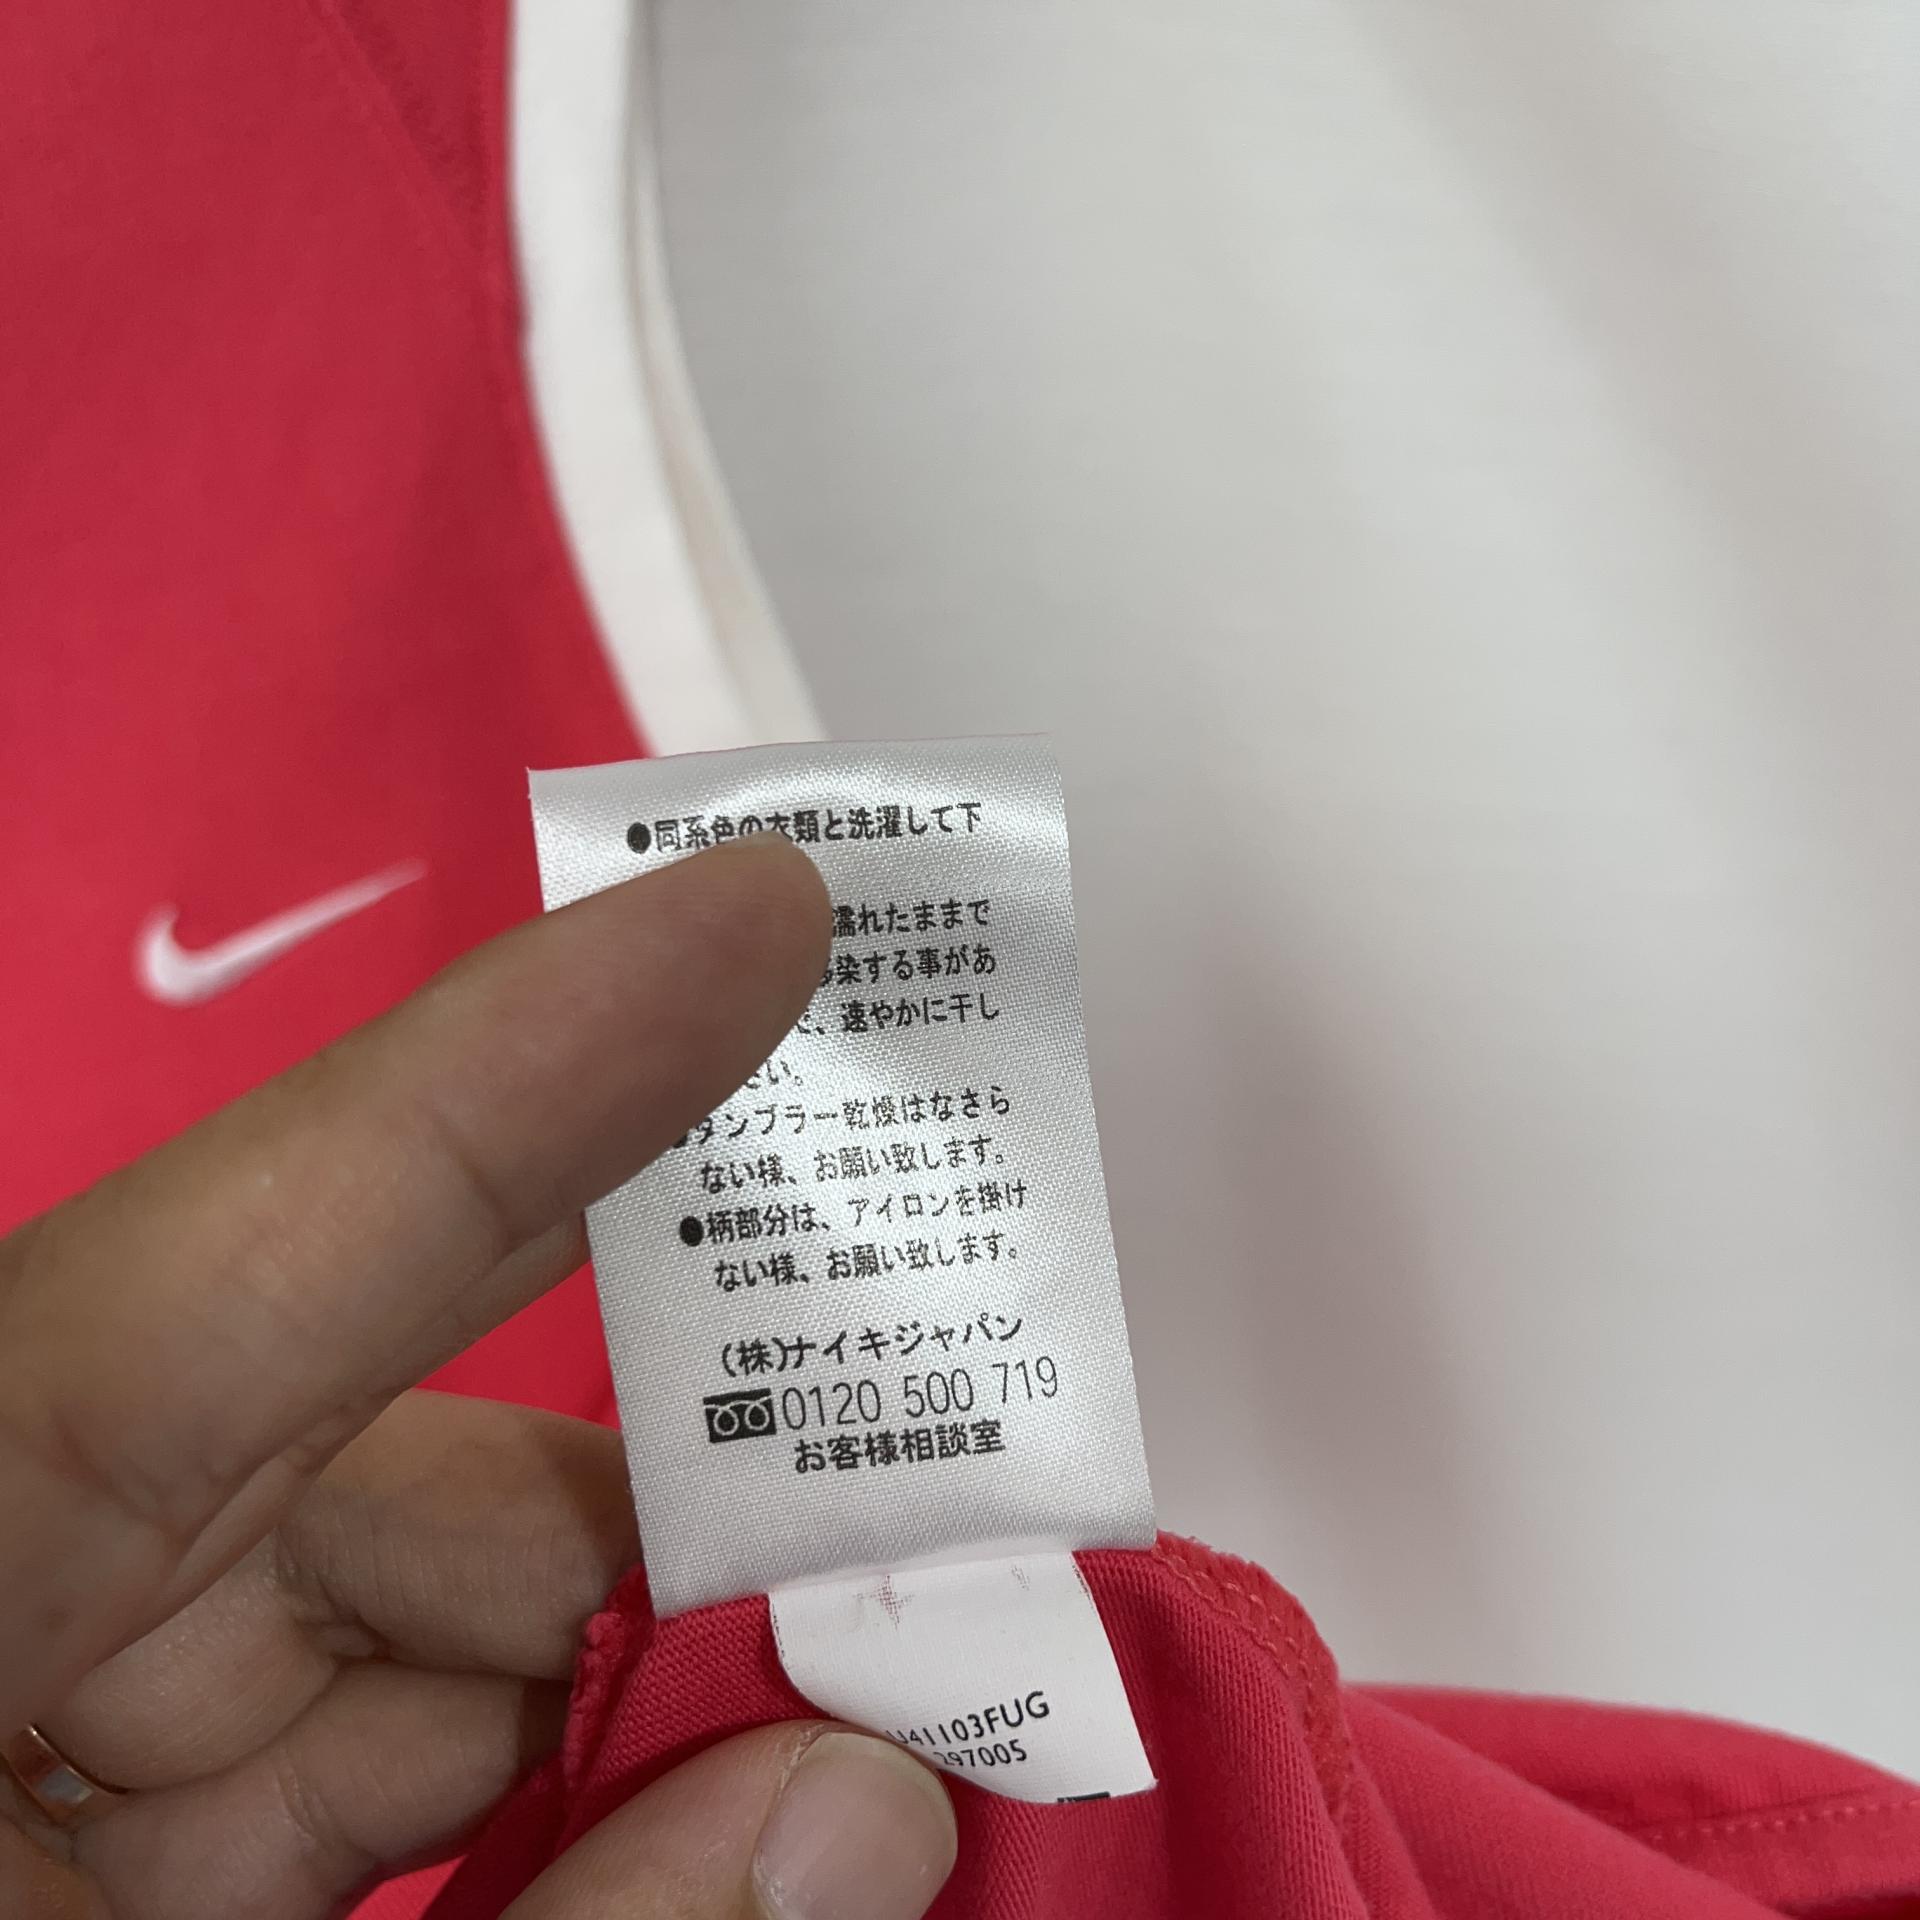 ●同系色の衣類と洗濯して下
濡れたままで
染する事があ
、速やかに干し
い。
タンブラー乾燥はなさら
ない様、お願い致します。
●柄部分は、アイロンを掛け
ない様、お願い致します。
(株)ナイキジャパン
0120 500 719
お客様相談室
41103FUG
297005